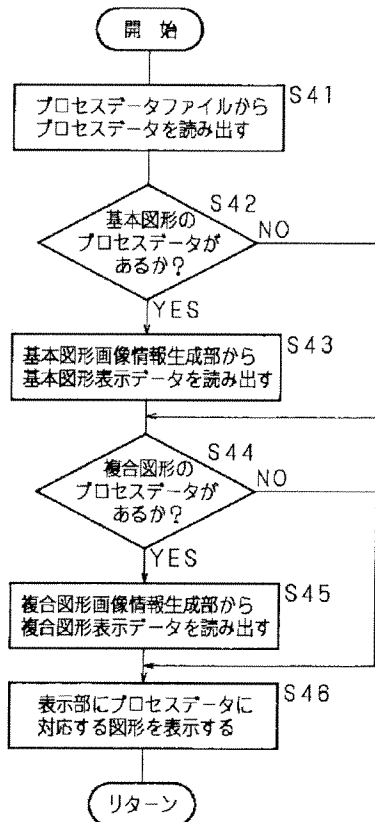 開 始
S41
プロセスデータファイルから
プロセスデータを読み出す
S42
基本図形の
プロセスデータが
あるか?
NO
YES
S43
基本図形画像情報生成部から
基本図形表示データを読み出す
S44
複合図形の
プロセスデータが
あるか?
NO
YES
S45
複合図形画像情報生成部から
複合図形表示データを読み出す
S46
表示部にプロセスデータに
対応する図形を表示する
リターン